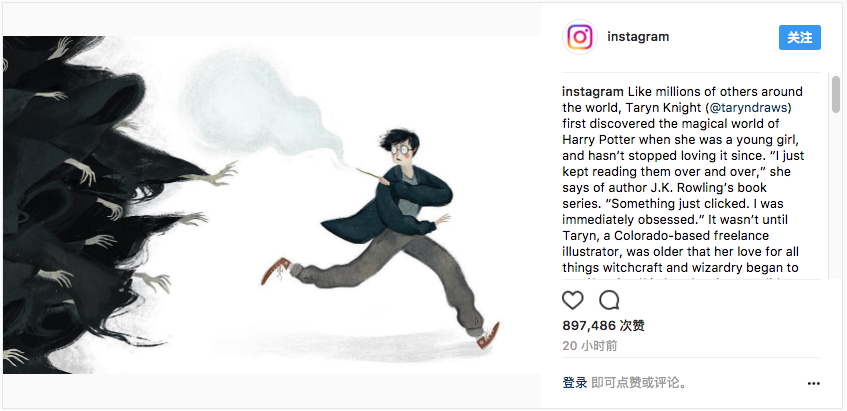 instagram
关注
instagram Like millions of others around
the world, Taryn Knight (@taryndraws)
first discovered the magical world of
Harry Potter when she was a young girl,
and hasn’t stopped loving it since. “I just
kept reading them over and over,” she
says of author J.K. Rowling’s book
series. “Something just clicked. I was
immediately obsessed.” It wasn’t until
Taryn, a Colorado-based freelance
illustrator, was older that her love for all
things witchcraft and wizardry began to
897,486 次赞
20 小时前
登录 即可点赞或评论。